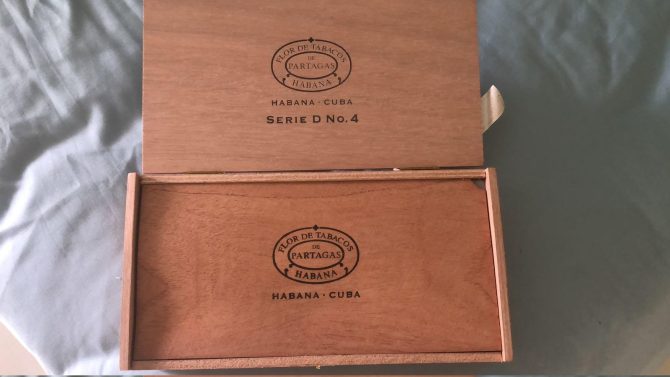 FLOR DE TABACOS
DE
PARTAGAS
HABANA
HABANA · CUBA
SERIE D No. 4
FLOR DE TABACOS
DE
PARTAGAS
HABANA
HABANA · CUBA